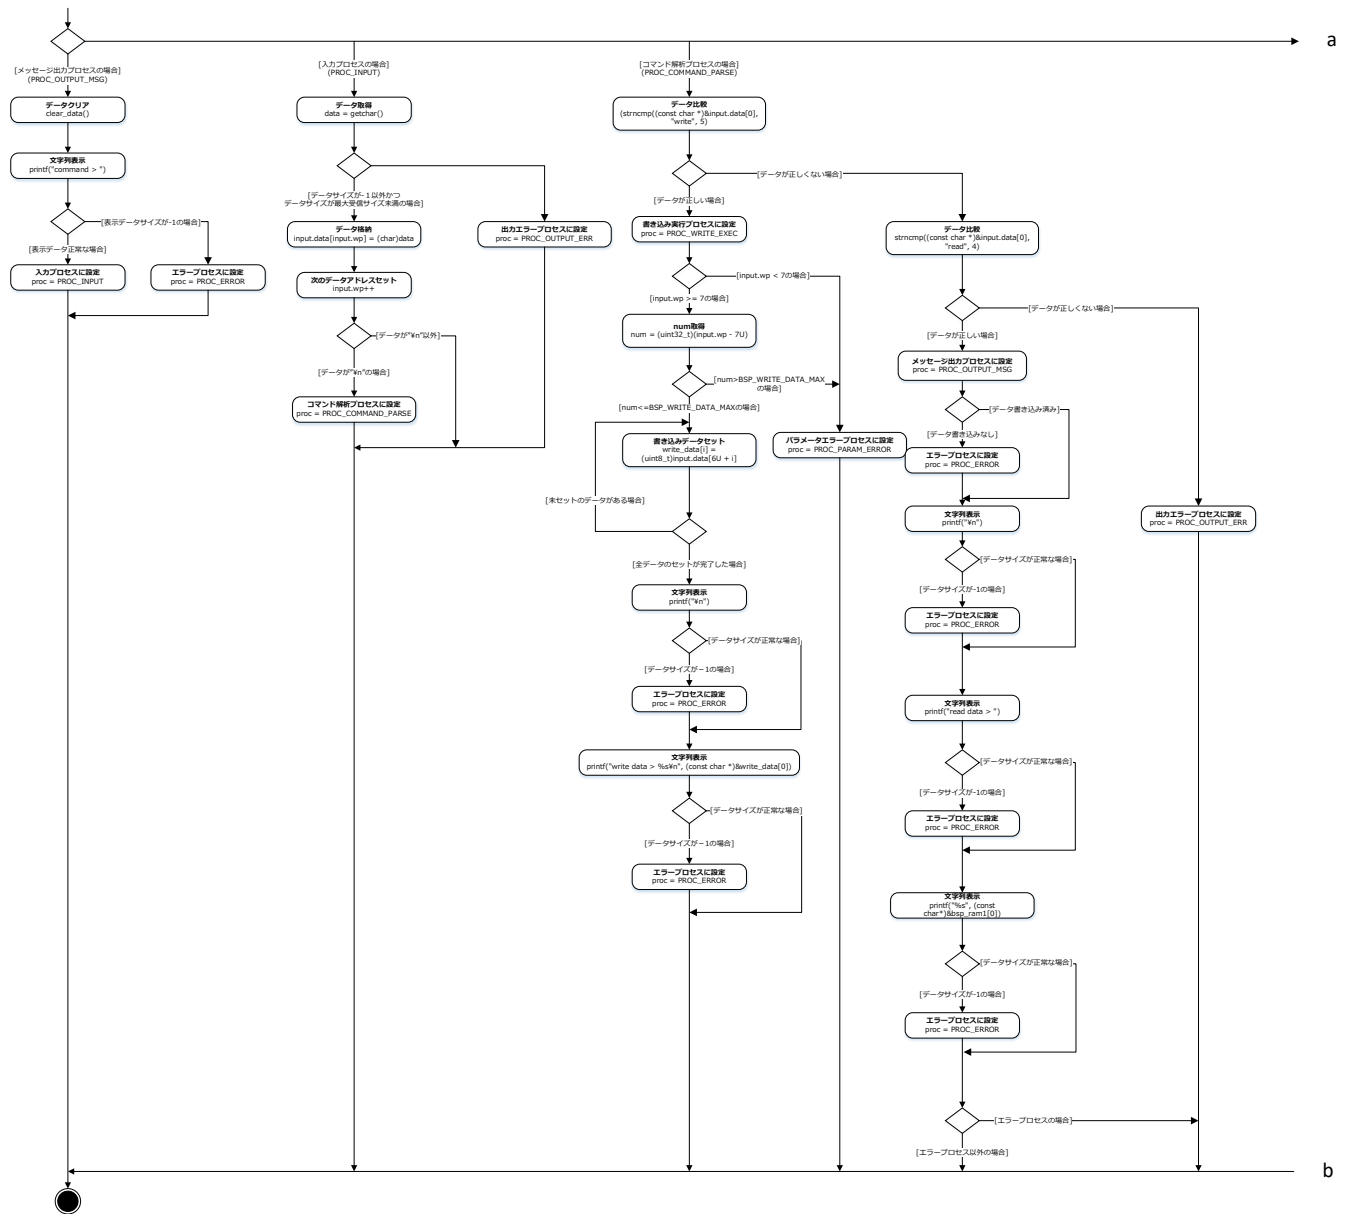 a
[メッセージ出力プロセスの場合]
(PROC_OUTPUT_MSG)
データクリア
clear_data()
文字列表示
printf("command > ")
[表示データサイズが-1の場合]
[表示データ正常な場合]
入力プロセスに設定
proc = PROC_INPUT
エラープロセスに設定
proc = PROC_ERROR
[入力プロセスの場合]
(PROC_INPUT)
データ取得
data = getchar()
[データサイズが-１以外かつ
データサイズが最大受信サイズ未満の場合]
データ格納
input.data[input.wp] = (char)data
出力エラープロセスに設定
proc = PROC_OUTPUT_ERR
次のデータアドレスセット
input.wp++
[データが"¥n"以外]
[データが"¥n"の場合]
コマンド解析プロセスに設定
proc = PROC_COMMAND_PARSE
[コマンド解析プロセスの場合]
(PROC_COMMAND_PARSE)
データ比較
(strncmp((const char *)&input.data[0],
"write", 5)
[データが正しくない場合]
[データが正しい場合]
書き込み実行プロセスに設定
proc = PROC_WRITE_EXEC
[input.wp < 7の場合]
[input.wp >= 7の場合]
num取得
num = (uint32_t)(input.wp - 7U)
[num>BSP_WRITE_DATA_MAX
の場合]
[num<=BSP_WRITE_DATA_MAXの場合]
書き込みデータセット
write_data[i] =
(uint8_t)input.data[6U + i]
パラメータエラープロセスに設定
proc = PROC_PARAM_ERROR
[未セットのデータがある場合]
[全データのセットが完了した場合]
文字列表示
printf("¥n")
[データサイズが正常な場合]
[データサイズが－1の場合]
エラープロセスに設定
proc = PROC_ERROR
文字列表示
printf("write data > %s¥n", (const char *)&write_data[0])
[データサイズが正常な場合]
[データサイズが－1の場合]
エラープロセスに設定
proc = PROC_ERROR
データ比較
strncmp((const char *)&input.data[0],
"read", 4)
[データが正しくない場合]
[データが正しい場合]
メッセージ出力プロセスに設定
proc = PROC_OUTPUT_MSG
[データ書き込み済み]
[データ書き込みなし]
エラープロセスに設定
proc = PROC_ERROR
文字列表示
printf("¥n")
出力エラープロセスに設定
proc = PROC_OUTPUT_ERR
[データサイズが正常な場合]
[データサイズが-1の場合]
エラープロセスに設定
proc = PROC_ERROR
文字列表示
printf("read data > ")
[データサイズが正常な場合]
[データサイズが-1の場合]
エラープロセスに設定
proc = PROC_ERROR
文字列表示
printf("%s", (const
char*)&bsp_ram1[0])
[データサイズが正常な場合]
[データサイズが-1の場合]
エラープロセスに設定
proc = PROC_ERROR
[エラープロセスの場合]
[エラープロセス以外の場合]
b